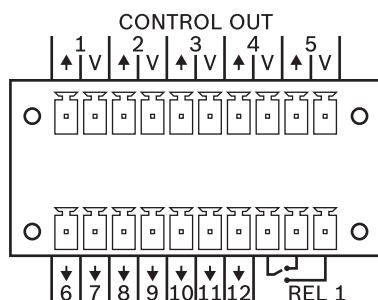 CONTROL OUT
1 2 3 4 5
V V V V V
6 7 8 9 10 11 12 REL 1